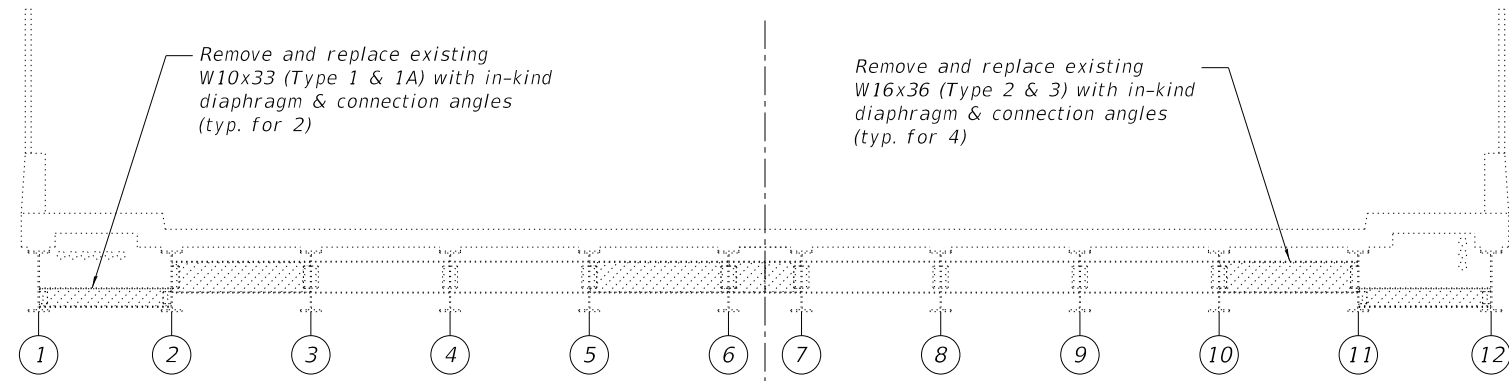 Remove and replace existing
W10x33 (Type 1 & 1A) with in-kind
diaphragm & connection angles
(typ. for 2)
Remove and replace existing
W16x36 (Type 2 & 3) with in-kind
diaphragm & connection angles
(typ. for 4)
1 2 3 4 5 6 7 8 9 10 11 12